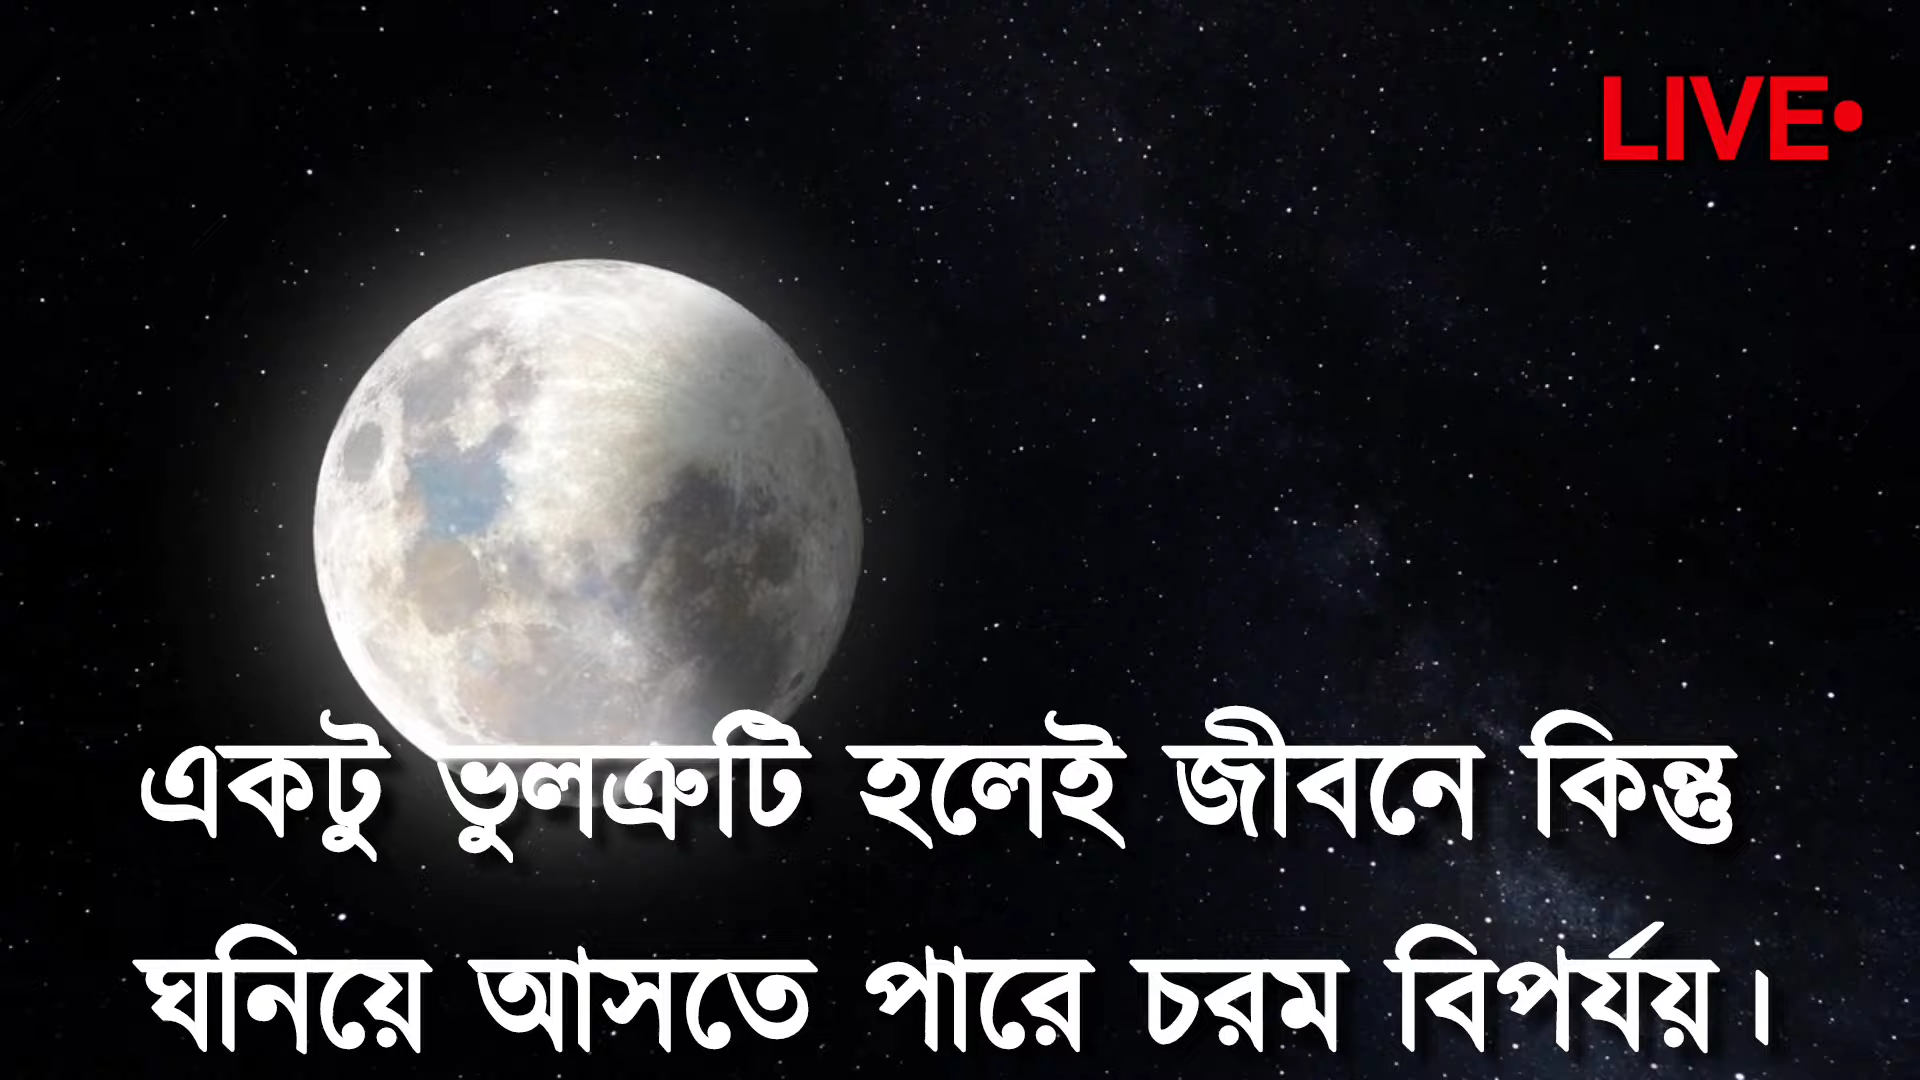 LIVE•
একটু ভুলত্রুটি হলেই জীবনে কিন্তু
ঘনিয়ে আসতে পারে চরম বিপর্যয়।